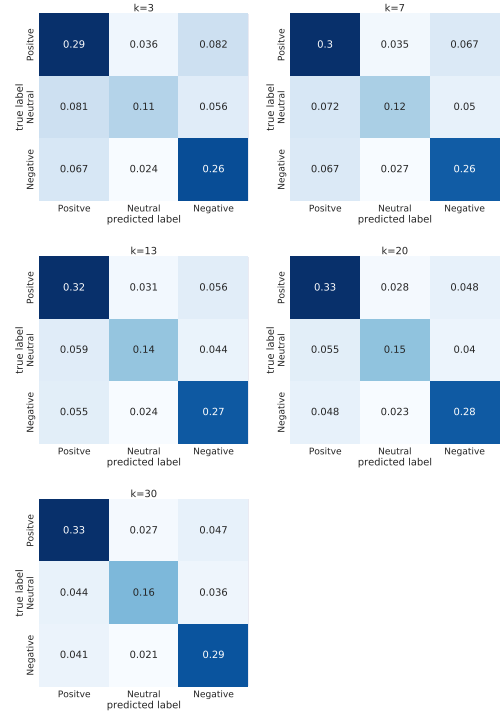 k=3
true label
Positve 0.29 0.036 0.082
Neutral 0.081 0.11 0.056
Negative 0.067 0.024 0.26
Positve Neutral Negative
predicted label
k=7
true label
Positve 0.3 0.035 0.067
Neutral 0.072 0.12 0.05
Negative 0.067 0.027 0.26
Positve Neutral Negative
predicted label
k=13
true label
Positve 0.32 0.031 0.056
Neutral 0.059 0.14 0.044
Negative 0.055 0.024 0.27
Positve Neutral Negative
predicted label
k=20
true label
Positve 0.33 0.028 0.048
Neutral 0.055 0.15 0.04
Negative 0.048 0.023 0.28
Positve Neutral Negative
predicted label
k=30
true label
Positve 0.33 0.027 0.047
Neutral 0.044 0.16 0.036
Negative 0.041 0.021 0.29
Positve Neutral Negative
predicted label